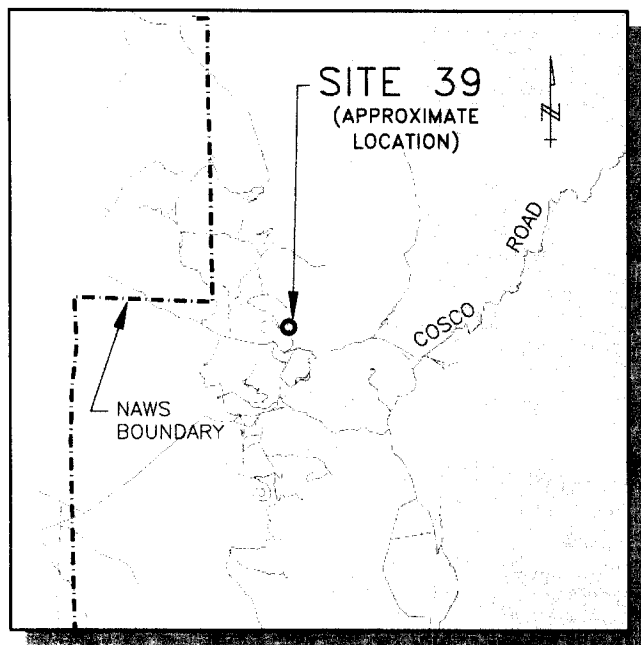 SITE 39
(APPROXIMATE
LOCATION)
N
COSCO ROAD
NAWS
BOUNDARY